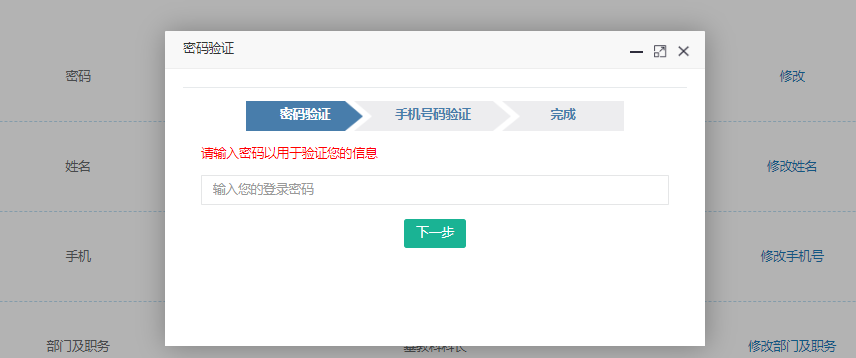 密码验证
密码
修改
密码验证
手机号码验证
完成
请输入密码以用于验证您的信息
姓名
修改姓名
输入您的登录密码
下一步
手机
修改手机号
部门及职务
修改部门及职务